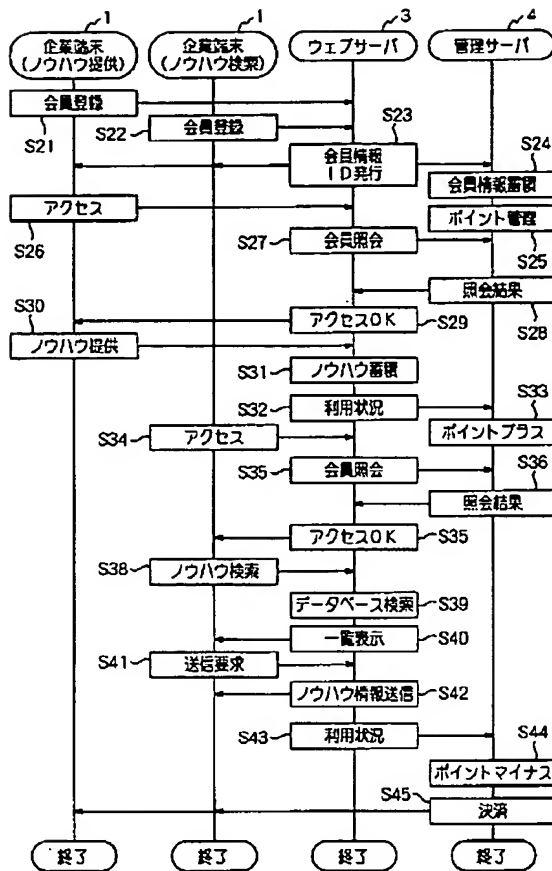 1
1
3
4
企業端末
(ノウハウ提供)
企業端末
(ノウハウ検索)
ウェブサーバ
管理サーバ
会員登録
S21
S22
会員登録
S23
会員情報
ID発行
S24
会員情報蓄積
アクセス
S26
ポイント管理
S25
S27
会員照会
照会結果
S28
S30
アクセスOK
S29
ノウハウ提供
S31
ノウハウ蓄積
S32
利用状況
S33
ポイントプラス
S34
アクセス
S35
会員照会
S36
照会結果
アクセスOK
S35
S38
ノウハウ検索
データベース検索
S39
一覧表示
S40
S41
送信要求
ノウハウ情報送信
S42
S43
利用状況
S44
ポイントマイナス
S45
決済
終了
終了
終了
終了